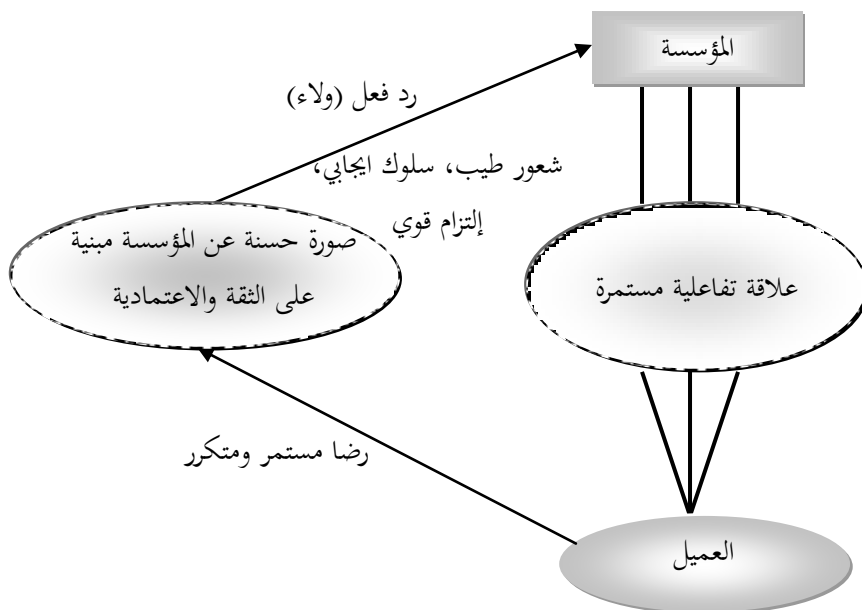 المؤسسة
رد فعل (ولاء)
شعور طيب، سلوك ايجابي،
إلتزام قوي
صورة حسنة عن المؤسسة مبنية
على الثقة والاعتمادية
علاقة تفاعلية مستمرة
رضا مستمر ومتكرر
العميل